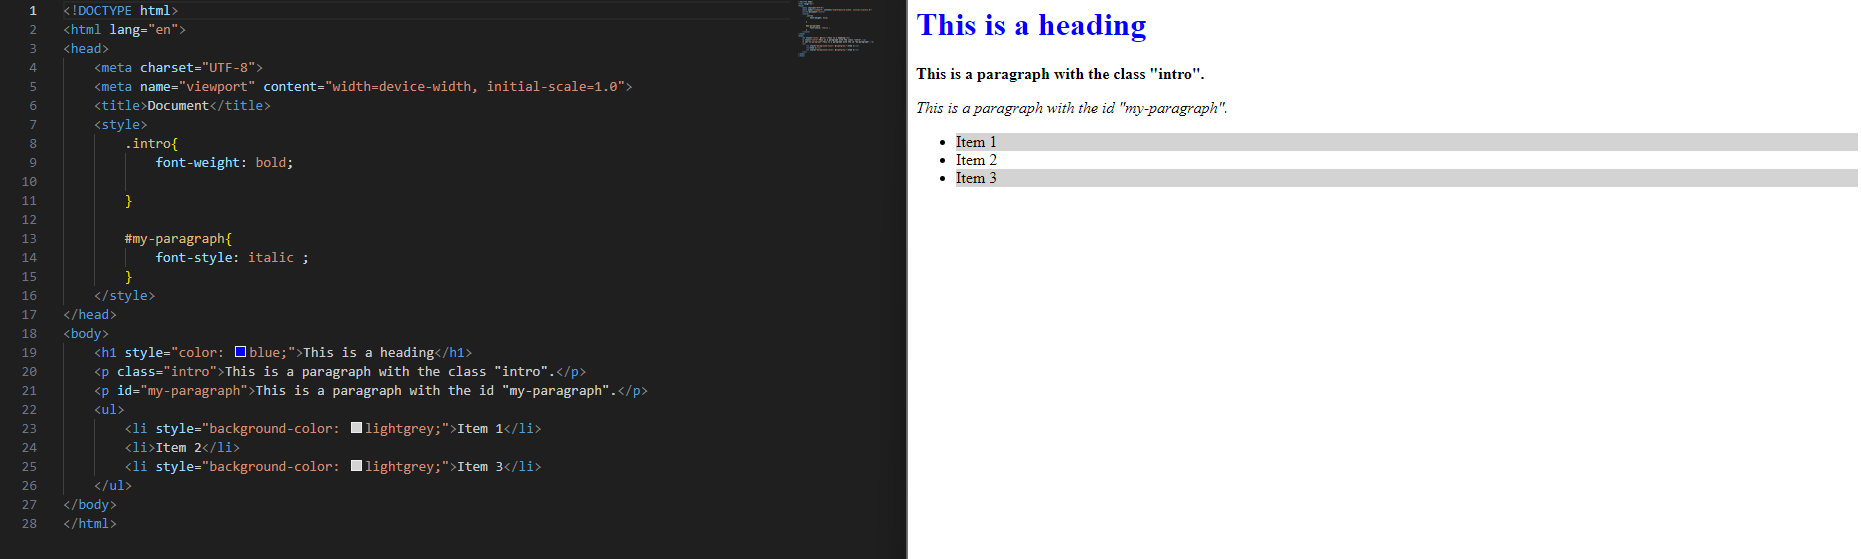 1 <!DOCTYPE html>
2 <html lang="en">
3 <head>
4     <meta charset="UTF-8">
5     <meta name="viewport" content="width=device-width, initial-scale=1.0">
6     <title>Document</title>
7     <style>
8         .intro{
9             font-weight: bold;
10
11         }
12
13         #my-paragraph{
14             font-style: italic ;
15         }
16     </style>
17 </head>
18 <body>
19     <h1 style="color: blue;">This is a heading</h1>
20     <p class="intro">This is a paragraph with the class "intro".</p>
21     <p id="my-paragraph">This is a paragraph with the id "my-paragraph".</p>
22     <ul>
23         <li style="background-color: lightgrey;">Item 1</li>
24         <li>Item 2</li>
25         <li style="background-color: lightgrey;">Item 3</li>
26     </ul>
27 </body>
28 </html>
This is a heading
This is a paragraph with the class "intro".
This is a paragraph with the id "my-paragraph".
• Item 1
• Item 2
• Item 3